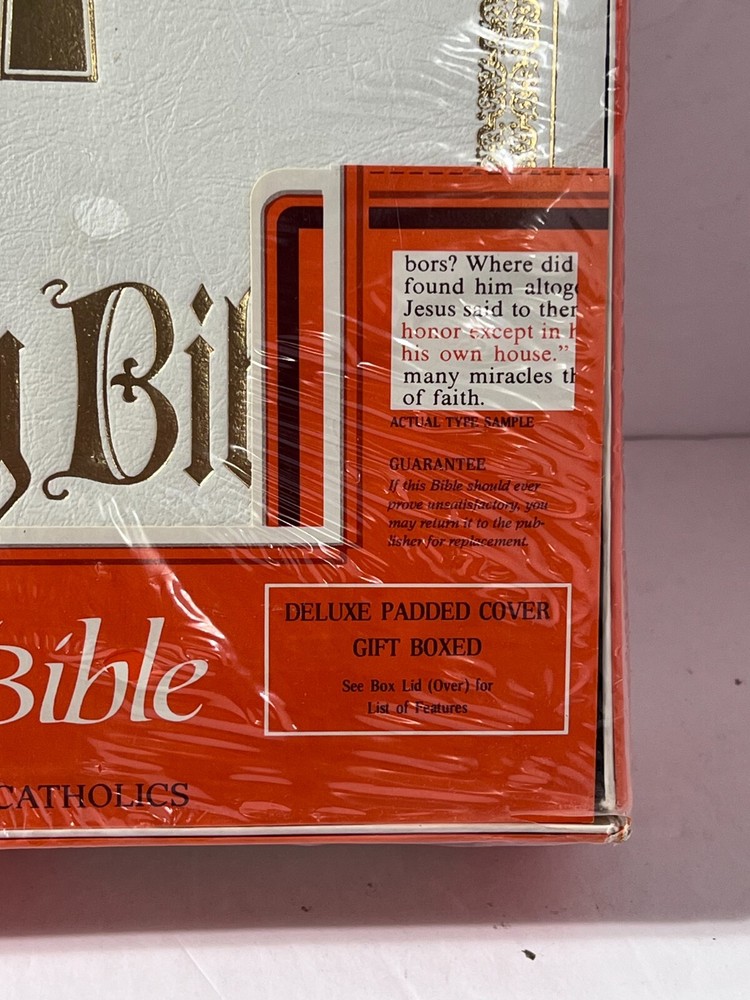 y Bib
bors? Where did
found him altoge
Jesus said to ther
honor except in h
his own house."
many miracles th
of faith.
ACTUAL TYPE SAMPLE
GUARANTEE
If this Bible should ever
prove unsatisfactory, you
may return it to the pub-
lisher for replacement.
DELUXE PADDED COVER
GIFT BOXED
See Box Lid (Over) for
List of Features
Bible
CATHOLICS